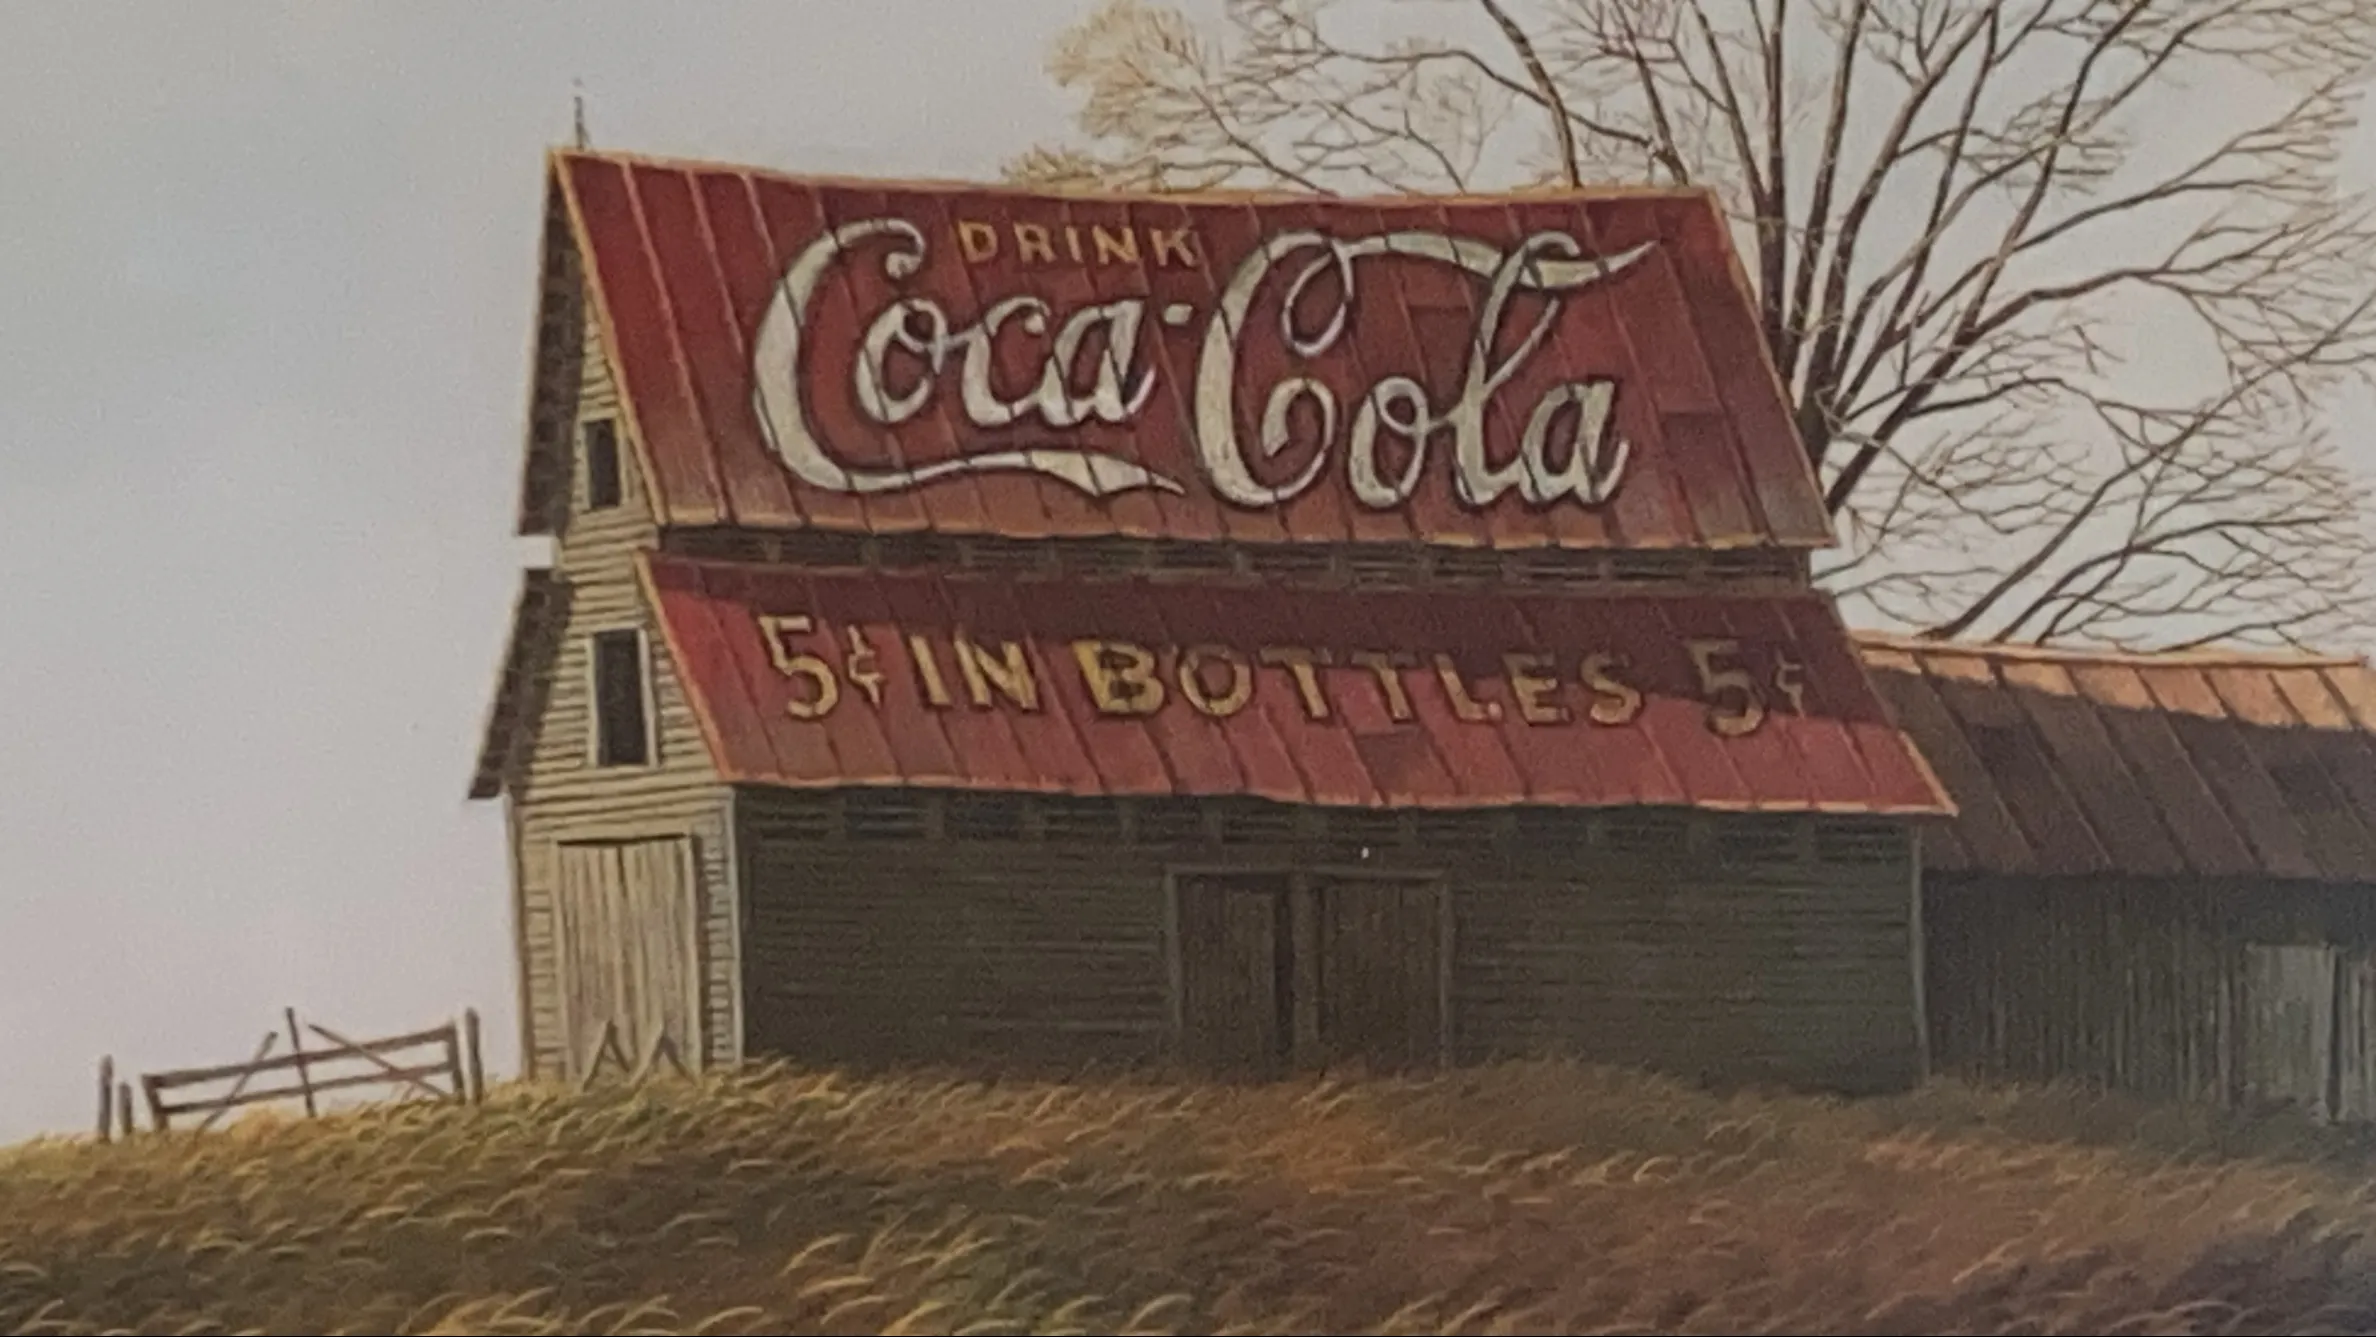 DRINK
Coca-Cola
5¢ IN BOTTLES 5¢